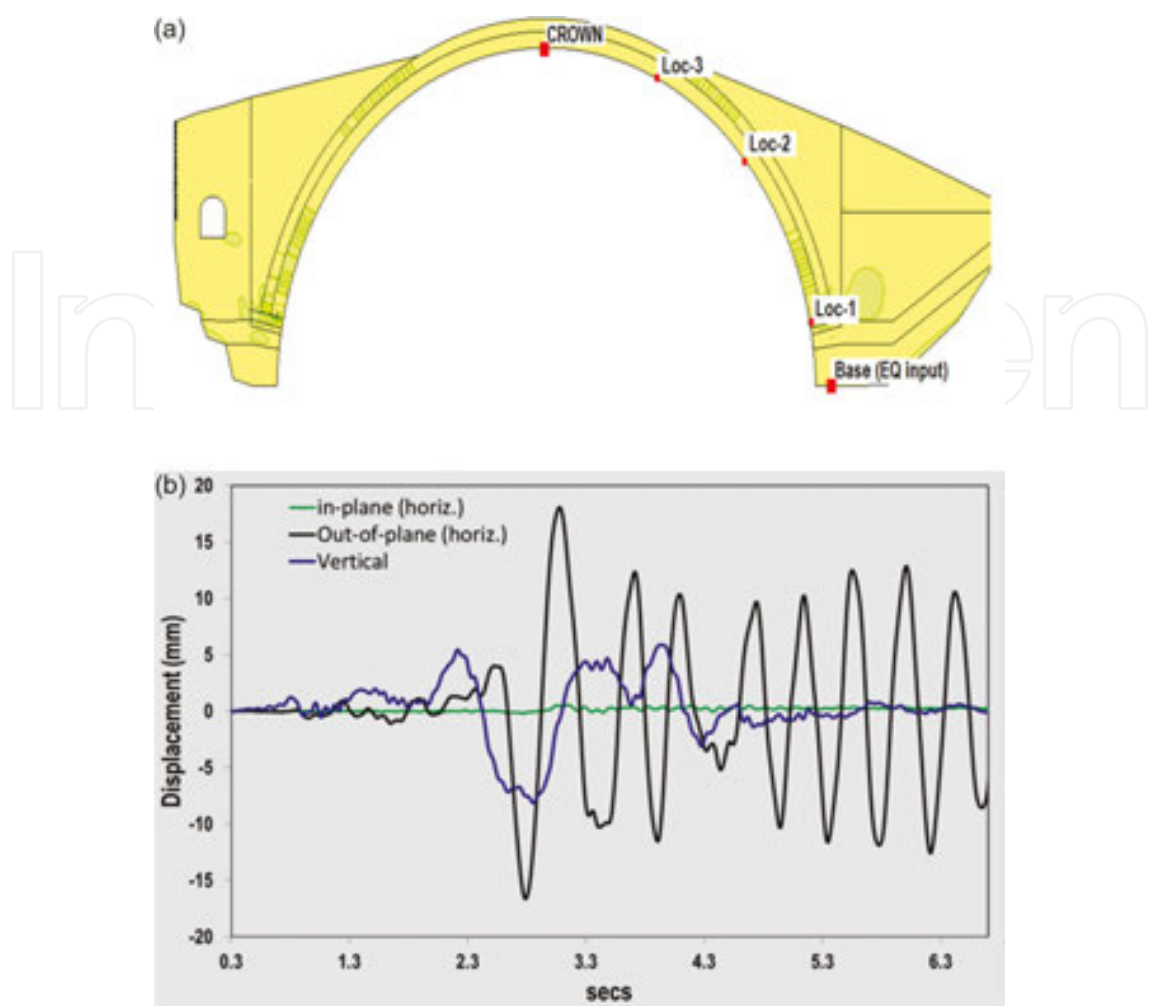 (a)
CROWN
Loc-3
Loc-2
Loc-1
Base (EQ input)
(b)
in-plane (horiz.)
Out-of-plane (horiz.)
Vertical
Displacement (mm)
20
15
10
5
0
-5
-10
-15
-20
0.3 1.3 2.3 3.3 4.3 5.3 6.3
secs